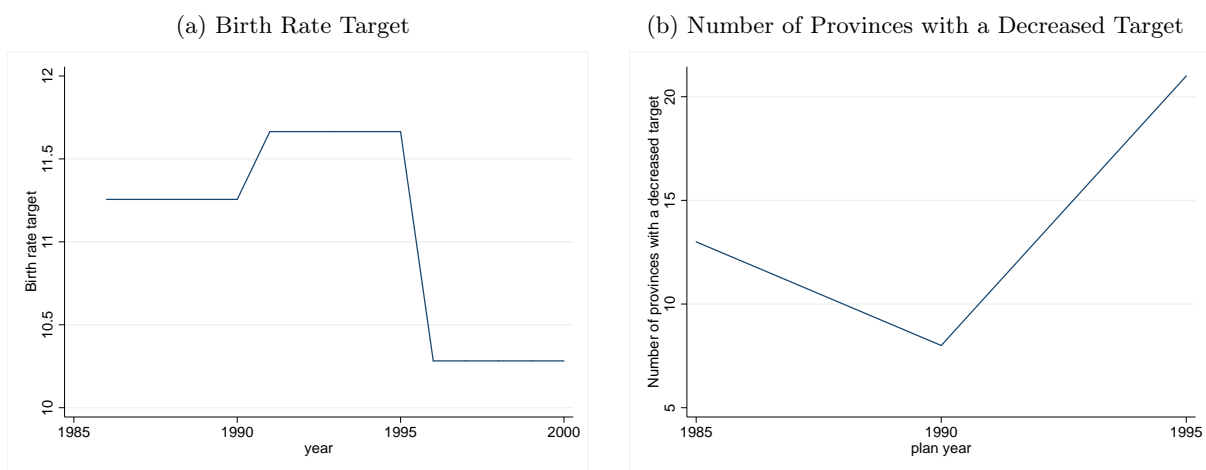 (a) Birth Rate Target
Birth rate target
12
11.5
11
10.5
10
1985 1990 1995 2000
year
(b) Number of Provinces with a Decreased Target
Number of provinces with a decreased target
20
15
10
5
1985 1990 1995
plan year